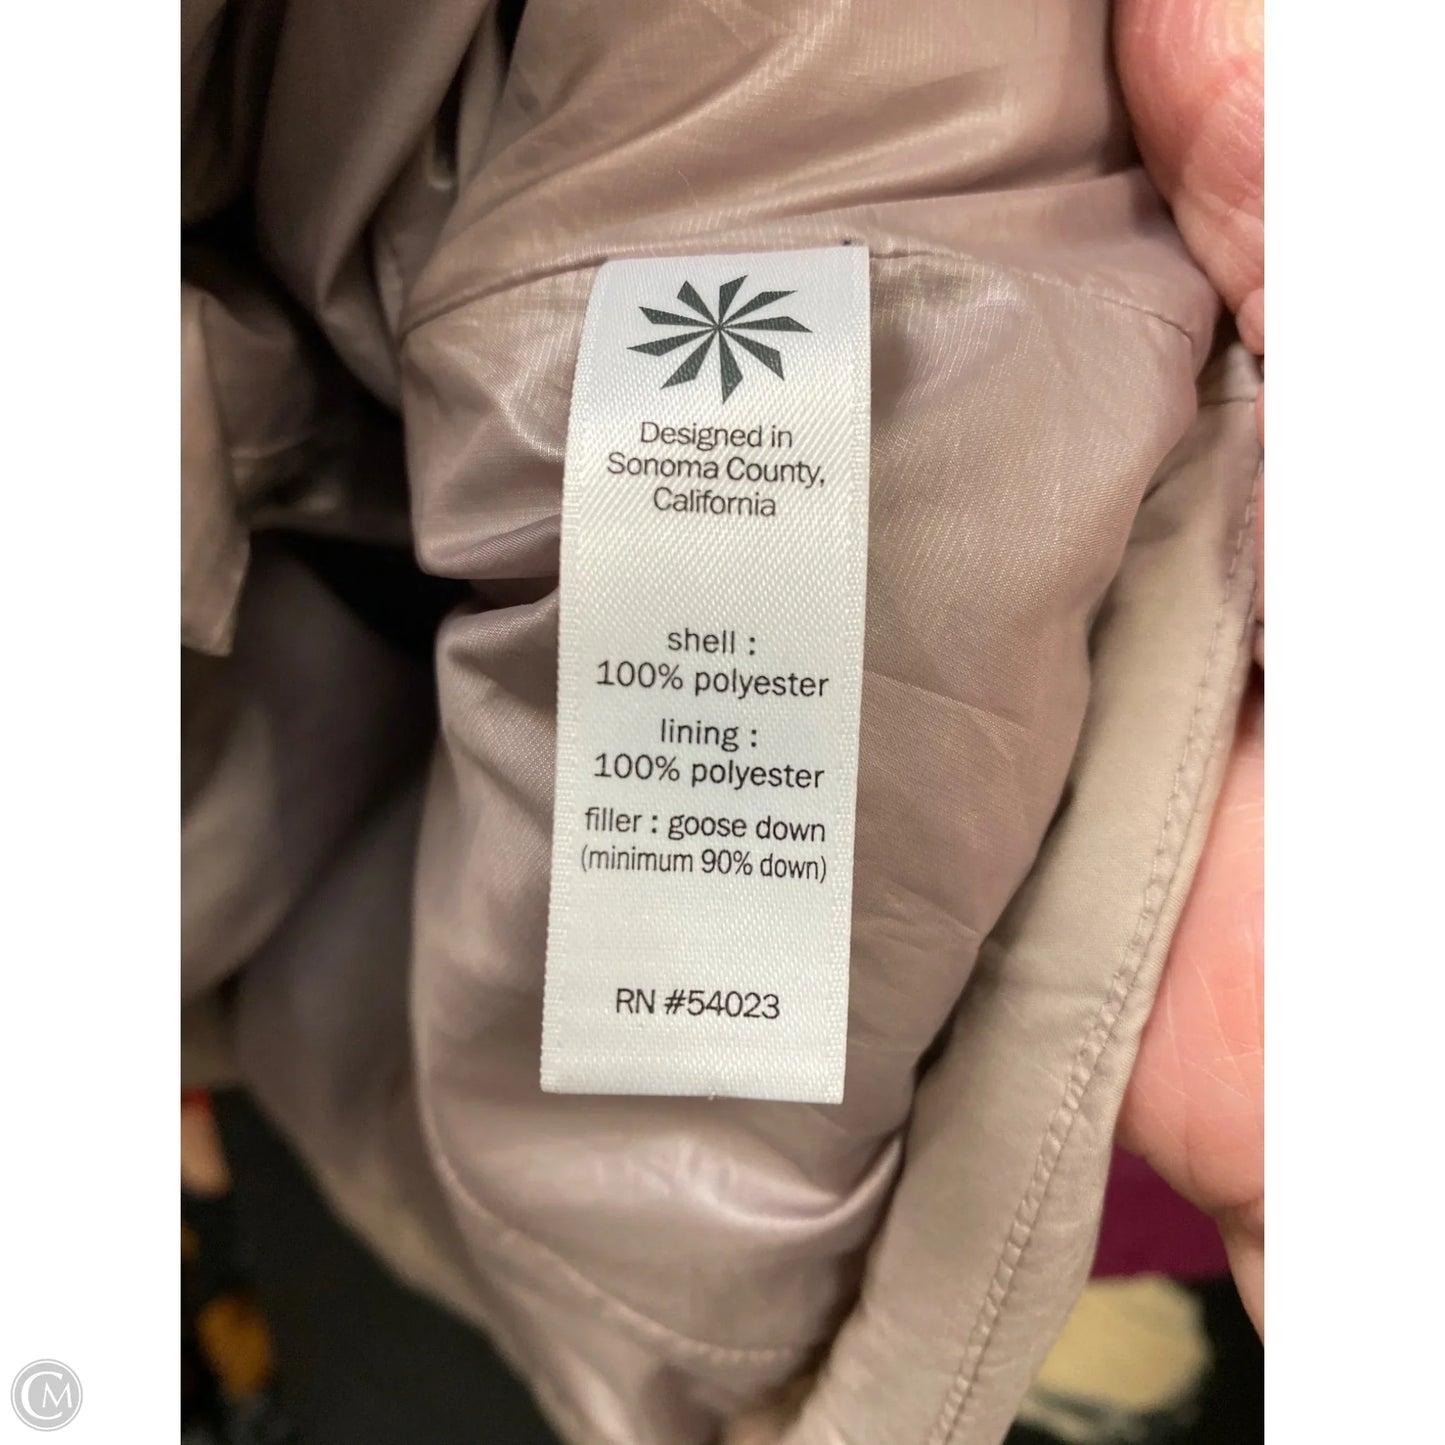 Designed in
Sonoma County,
California
shell :
100% polyester
lining :
100% polyester
filler : goose down
(minimum 90% down)
RN #54023
CM